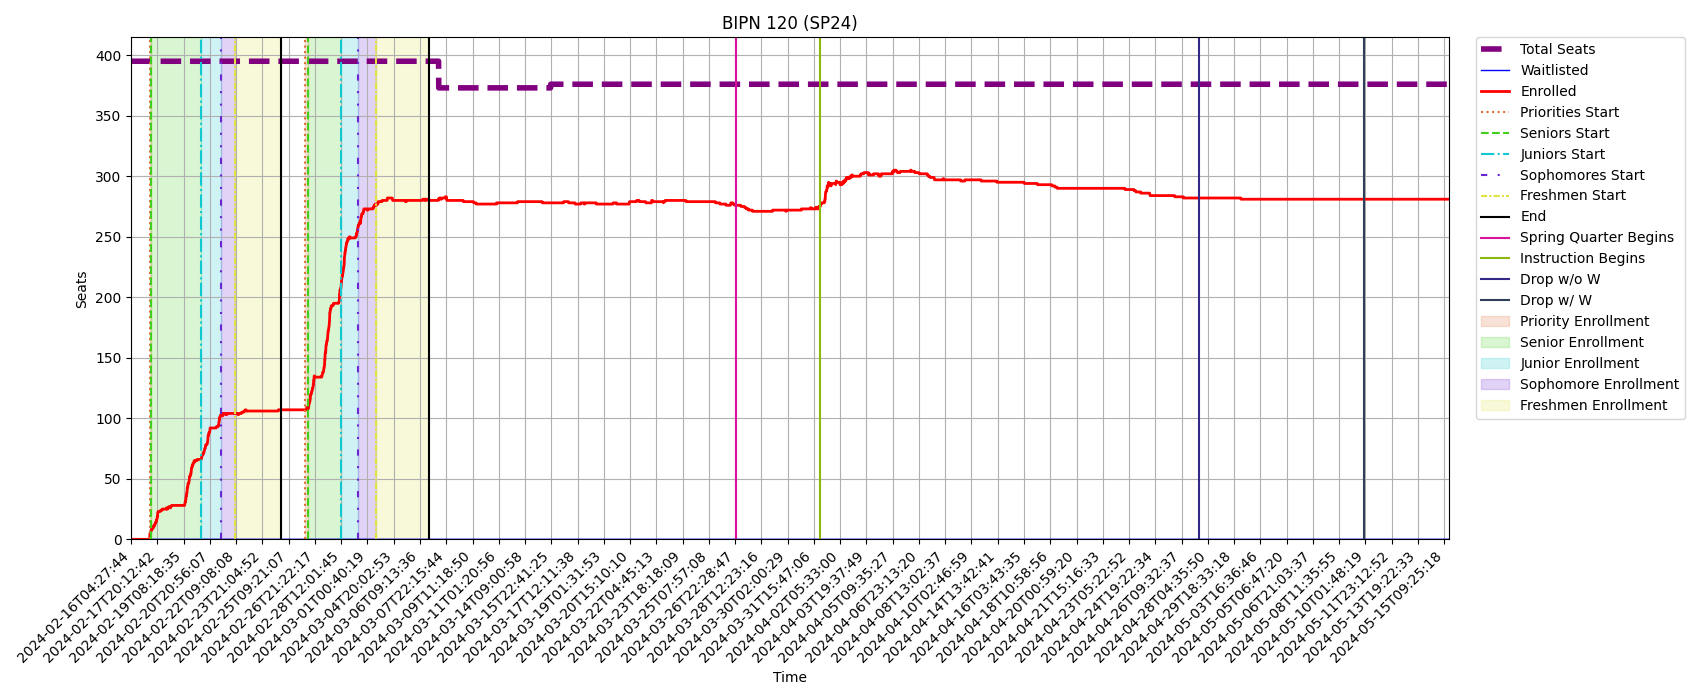 BIPN 120 (SP24)
400
350
300
250
200
150
100
50
0
Seats
2024-02-16T04:27:44
2024-02-17T20:12:42
2024-02-19T08:18:35
2024-02-20T20:56:07
2024-02-22T09:08:08
2024-02-23T21:04:52
2024-02-25T09:21:07
2024-02-26T21:22:17
2024-02-28T12:01:45
2024-03-01T00:40:19
2024-03-04T20:02:53
2024-03-06T09:13:36
2024-03-07T22:15:44
2024-03-11T01:18:50
2024-03-12T11:20:56
2024-03-14T09:00:58
2024-03-15T22:41:25
2024-03-17T12:11:38
2024-03-19T01:31:53
2024-03-20T15:10:10
2024-03-22T04:45:13
2024-03-23T18:18:09
2024-03-25T07:57:08
2024-03-26T22:28:47
2024-03-28T12:23:16
2024-03-30T02:00:29
2024-03-31T15:47:06
2024-04-02T05:33:00
2024-04-03T19:37:49
2024-04-05T09:35:27
2024-04-06T23:13:20
2024-04-08T13:02:37
2024-04-10T02:46:59
2024-04-14T13:42:41
2024-04-16T03:43:35
2024-04-18T10:58:56
2024-04-20T00:59:20
2024-04-21T15:16:33
2024-04-23T05:22:52
2024-04-24T19:22:34
2024-04-26T09:32:37
2024-04-28T04:35:50
2024-04-29T18:33:18
2024-05-03T16:36:46
2024-05-05T06:47:20
2024-05-06T21:03:37
2024-05-08T11:35:55
2024-05-10T01:48:19
2024-05-11T23:12:52
2024-05-13T19:22:33
2024-05-15T09:25:18
Time
Total Seats
Waitlisted
Enrolled
Priorities Start
Seniors Start
Juniors Start
Sophomores Start
Freshmen Start
End
Spring Quarter Begins
Instruction Begins
Drop w/o W
Drop w/ W
Priority Enrollment
Senior Enrollment
Junior Enrollment
Sophomore Enrollment
Freshmen Enrollment